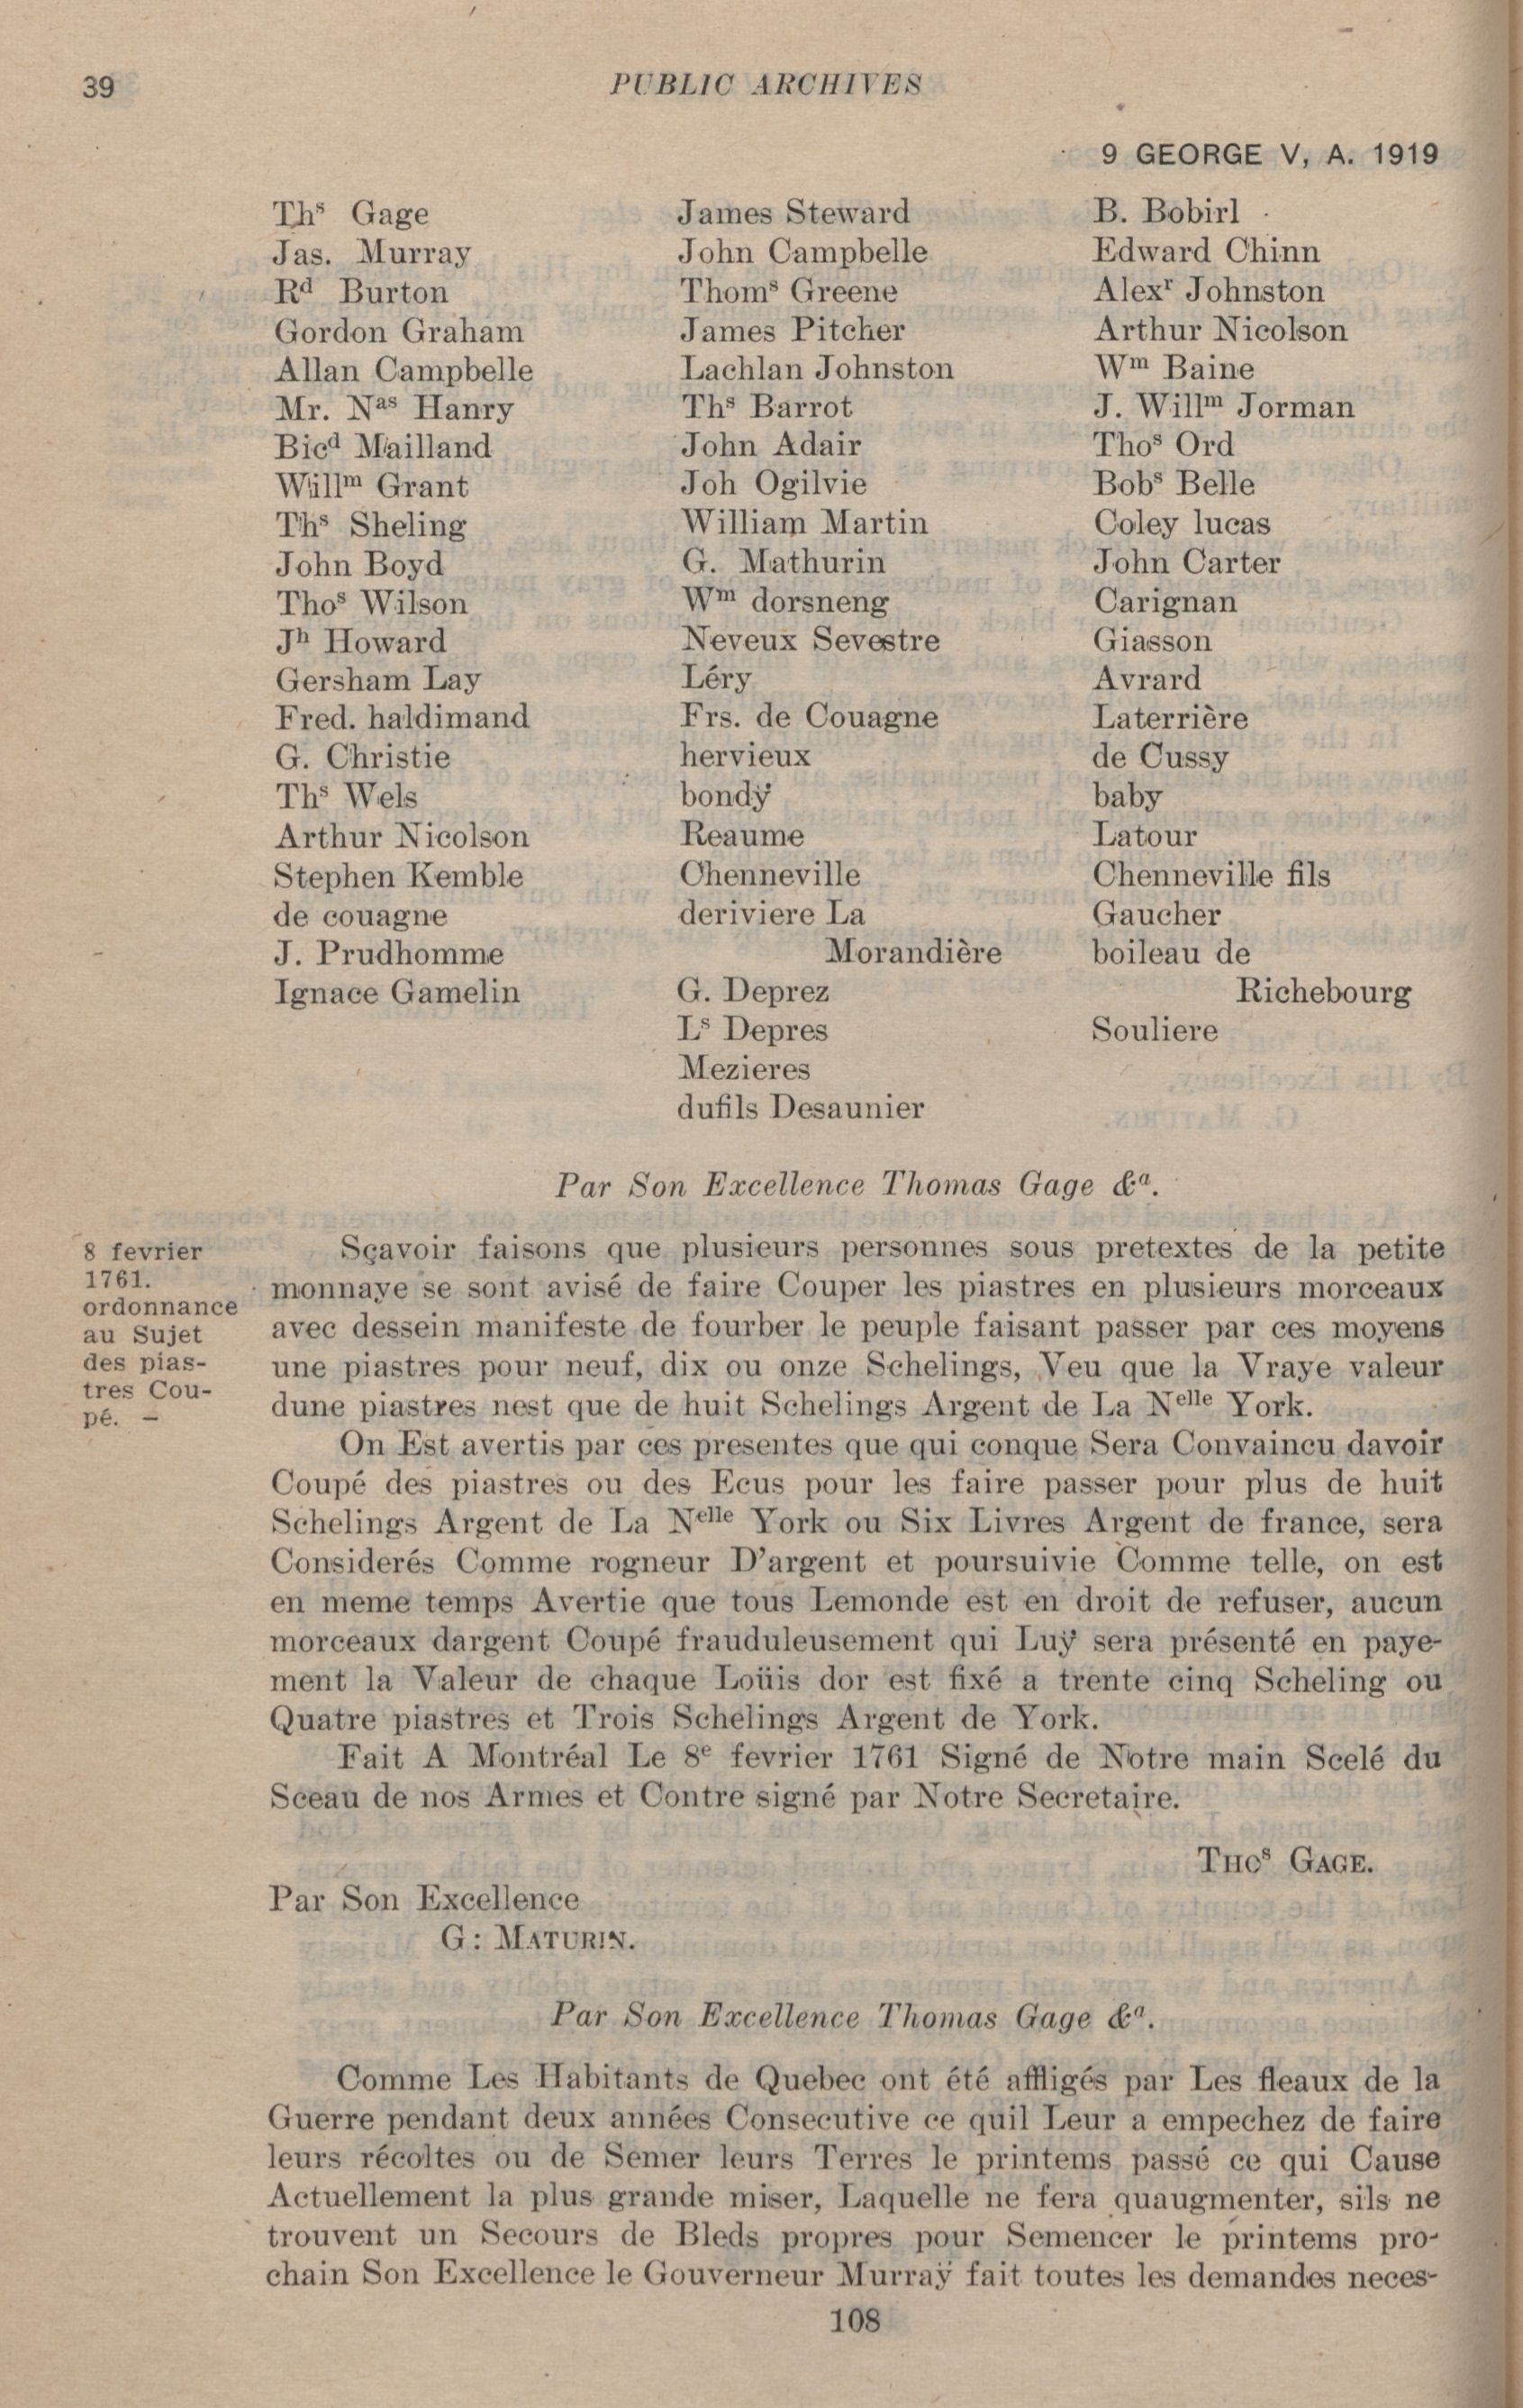 39
PUBLIC ARCHIVES
9 GEORGE V, A. 1919
Thˢ Gage
Jas. Murray
Rᵈ Burton
Gordon Graham
Allan Campbelle
Mr. Nᵃˢ Hanry
Bicᵈ Mailland
Willᵐ Grant
Thˢ Sheling
John Boyd
Thoˢ Wilson
Jʰ Howard
Gersham Lay
Fred. haldimand
G. Christie
Thˢ Wels
Arthur Nicolson
Stephen Kemble
de couagne
J. Prudhomme
Ignace Gamelin
James Steward
John Campbelle
Thomˢ Greene
James Pitcher
Lachlan Johnston
Thˢ Barrot
John Adair
Joh Ogilvie
William Martin
G. Mathurin
Wᵐ dorsneng
Neveux Sevestre
Léry
Frs. de Couagne
hervieux
bondÿ
Reaume
Chenneville
deriviere La
Morandière
G. Deprez
Lˢ Depres
Mezieres
dufils Desaunier
B. Bobirl
Edward Chinn
Alexʳ Johnston
Arthur Nicolson
Wᵐ Baine
J. Willᵐ Jorman
Thoˢ Ord
Bobˢ Belle
Coley lucas
John Carter
Carignan
Giasson
Avrard
Laterrière
de Cussy
baby
Latour
Chenneville fils
Gaucher
boileau de
Richebourg
Souliere
Par Son Excellence Thomas Gage &ᵃ.
8 fevrier
1761.
ordonnance
au Sujet
des pias-
tres Cou-
pé. —
Sçavoir faisons que plusieurs personnes sous pretextes de la petite
monnaye se sont avisé de faire Couper les piastres en plusieurs morceaux
avec dessein manifeste de fourber le peuple faisant passer par ces moyens
une piastres pour neuf, dix ou onze Schelings, Veu que la Vraye valeur
dune piastres nest que de huit Schelings Argent de La Nᵉˡˡᵉ York.
On Est avertis par ces presentes que qui conque Sera Convaincu davoir
Coupé des piastres ou des Ecus pour les faire passer pour plus de huit
Schelings Argent de La Nᵉˡˡᵉ York ou Six Livres Argent de france, sera
Considerés Comme rogneur D'argent et poursuivie Comme telle, on est
en meme temps Avertie que tous Lemonde est en droit de refuser, aucun
morceaux dargent Coupé frauduleusement qui Luÿ sera présenté en paye-
ment la Valeur de chaque Loüis dor est fixé a trente cinq Scheling ou
Quatre piastres et Trois Schelings Argent de York.
Fait A Montréal Le 8ᵉ fevrier 1761 Signé de Notre main Scelé du
Sceau de nos Armes et Contre signé par Notre Secretaire.
THOˢ GAGE.
Par Son Excellence
G: MATURIN.
Par Son Excellence Thomas Gage &ᵃ.
Comme Les Habitants de Quebec ont été affligés par Les fleaux de la
Guerre pendant deux années Consecutive ce quil Leur a empechez de faire
leurs récoltes ou de Semer leurs Terres le printems passé ce qui Cause
Actuellement la plus grande miser, Laquelle ne fera quaugmenter, sils ne
trouvent un Secours de Bleds propres pour Semencer le printems pro-
chain Son Excellence le Gouverneur Murraÿ fait toutes les demandes neces-
108